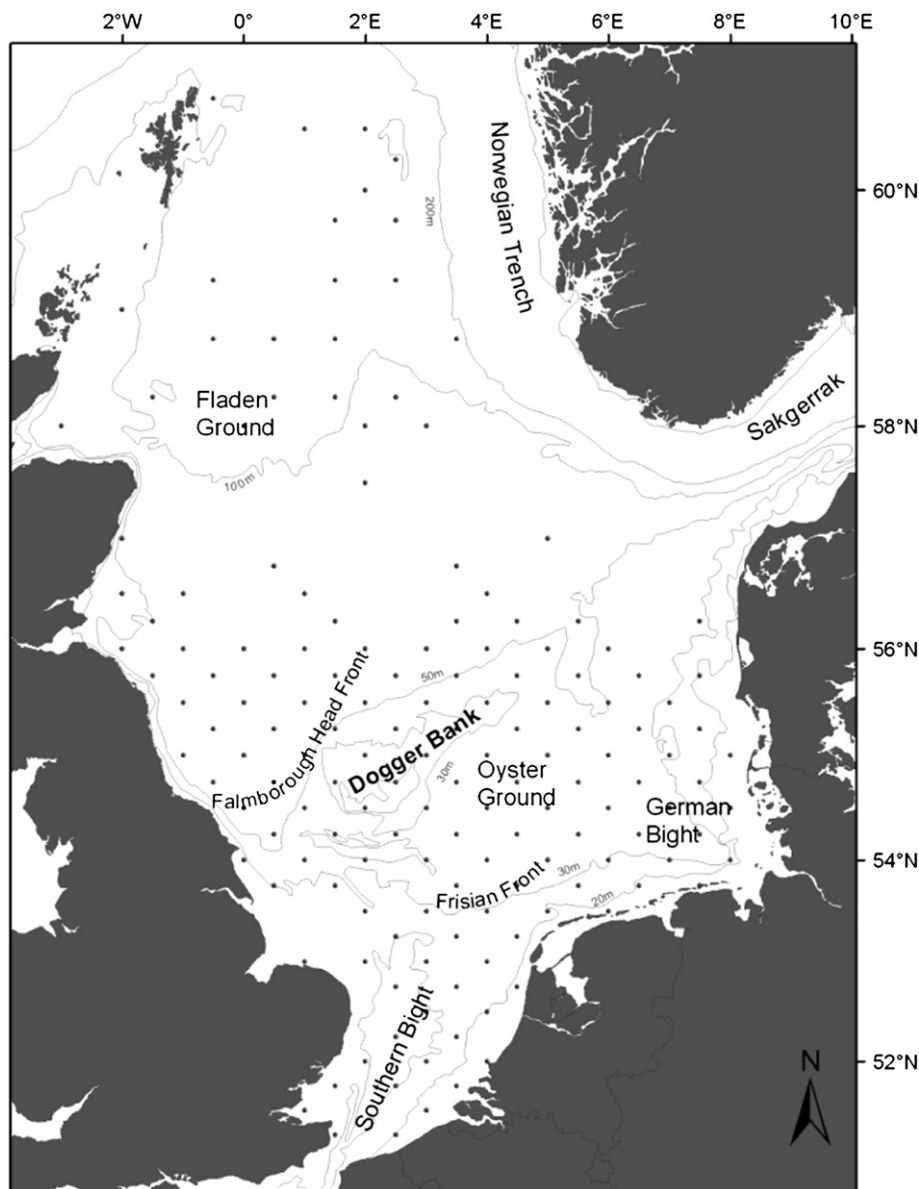 2°W 0° 2°E 4°E 6°E 8°E 10°E
Norwegian Trench
60°N
200m
Sakgerrak
Fladen
Ground
58°N
100m
56°N
50m
Falmborough Head Front
Dogger Bank
30m
Oyster
Ground
German
Bight
54°N
30m
Frisian Front
20m
Southern Bight
52°N
N